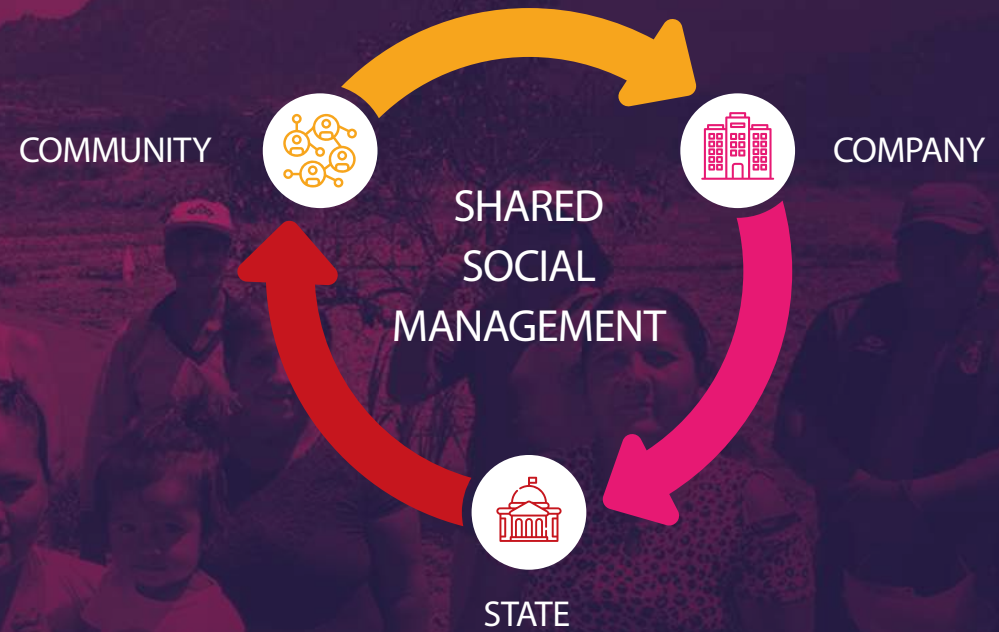 COMMUNITY
COMPANY
SHARED
SOCIAL
MANAGEMENT
STATE